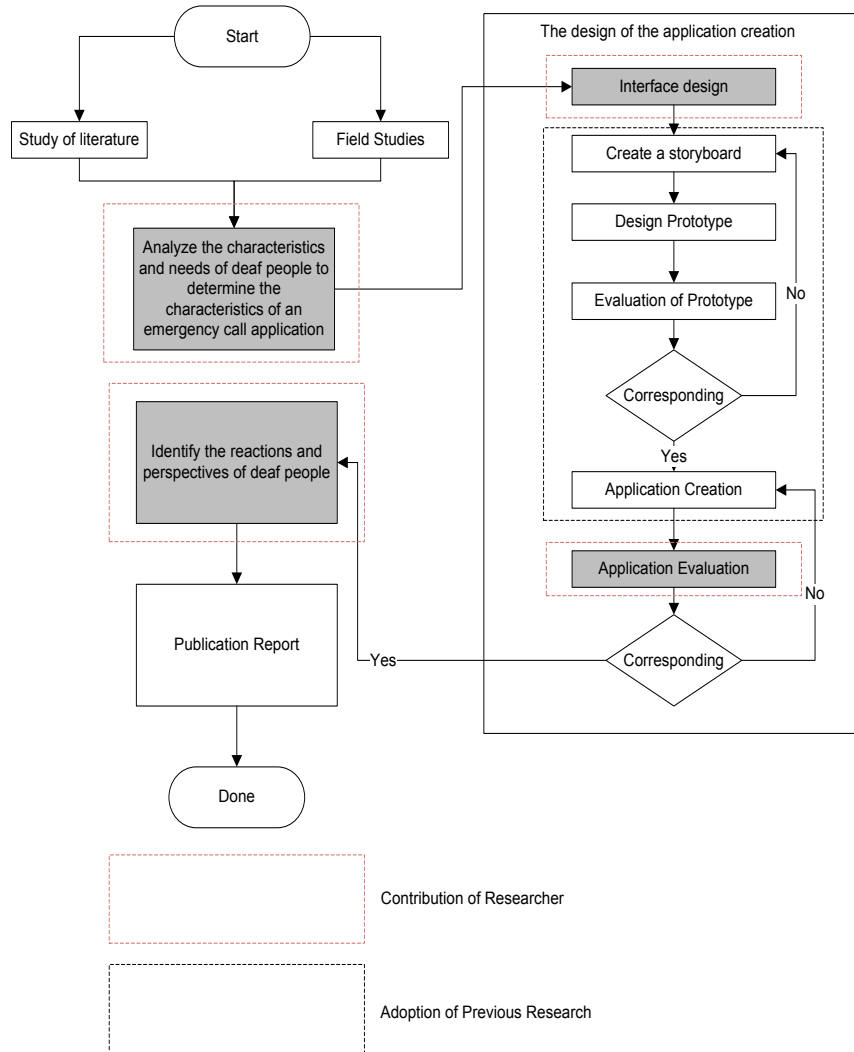 Start
Study of literature
Field Studies
Analyze the characteristics
and needs of deaf people to
determine the
characteristics of an
emergency call application
Identify the reactions and
perspectives of deaf people
Publication Report
Done
The design of the application creation
Interface design
Create a storyboard
Design Prototype
Evaluation of Prototype
No
Corresponding
Yes
Application Creation
Application Evaluation
No
Corresponding
Yes
Contribution of Researcher
Adoption of Previous Research